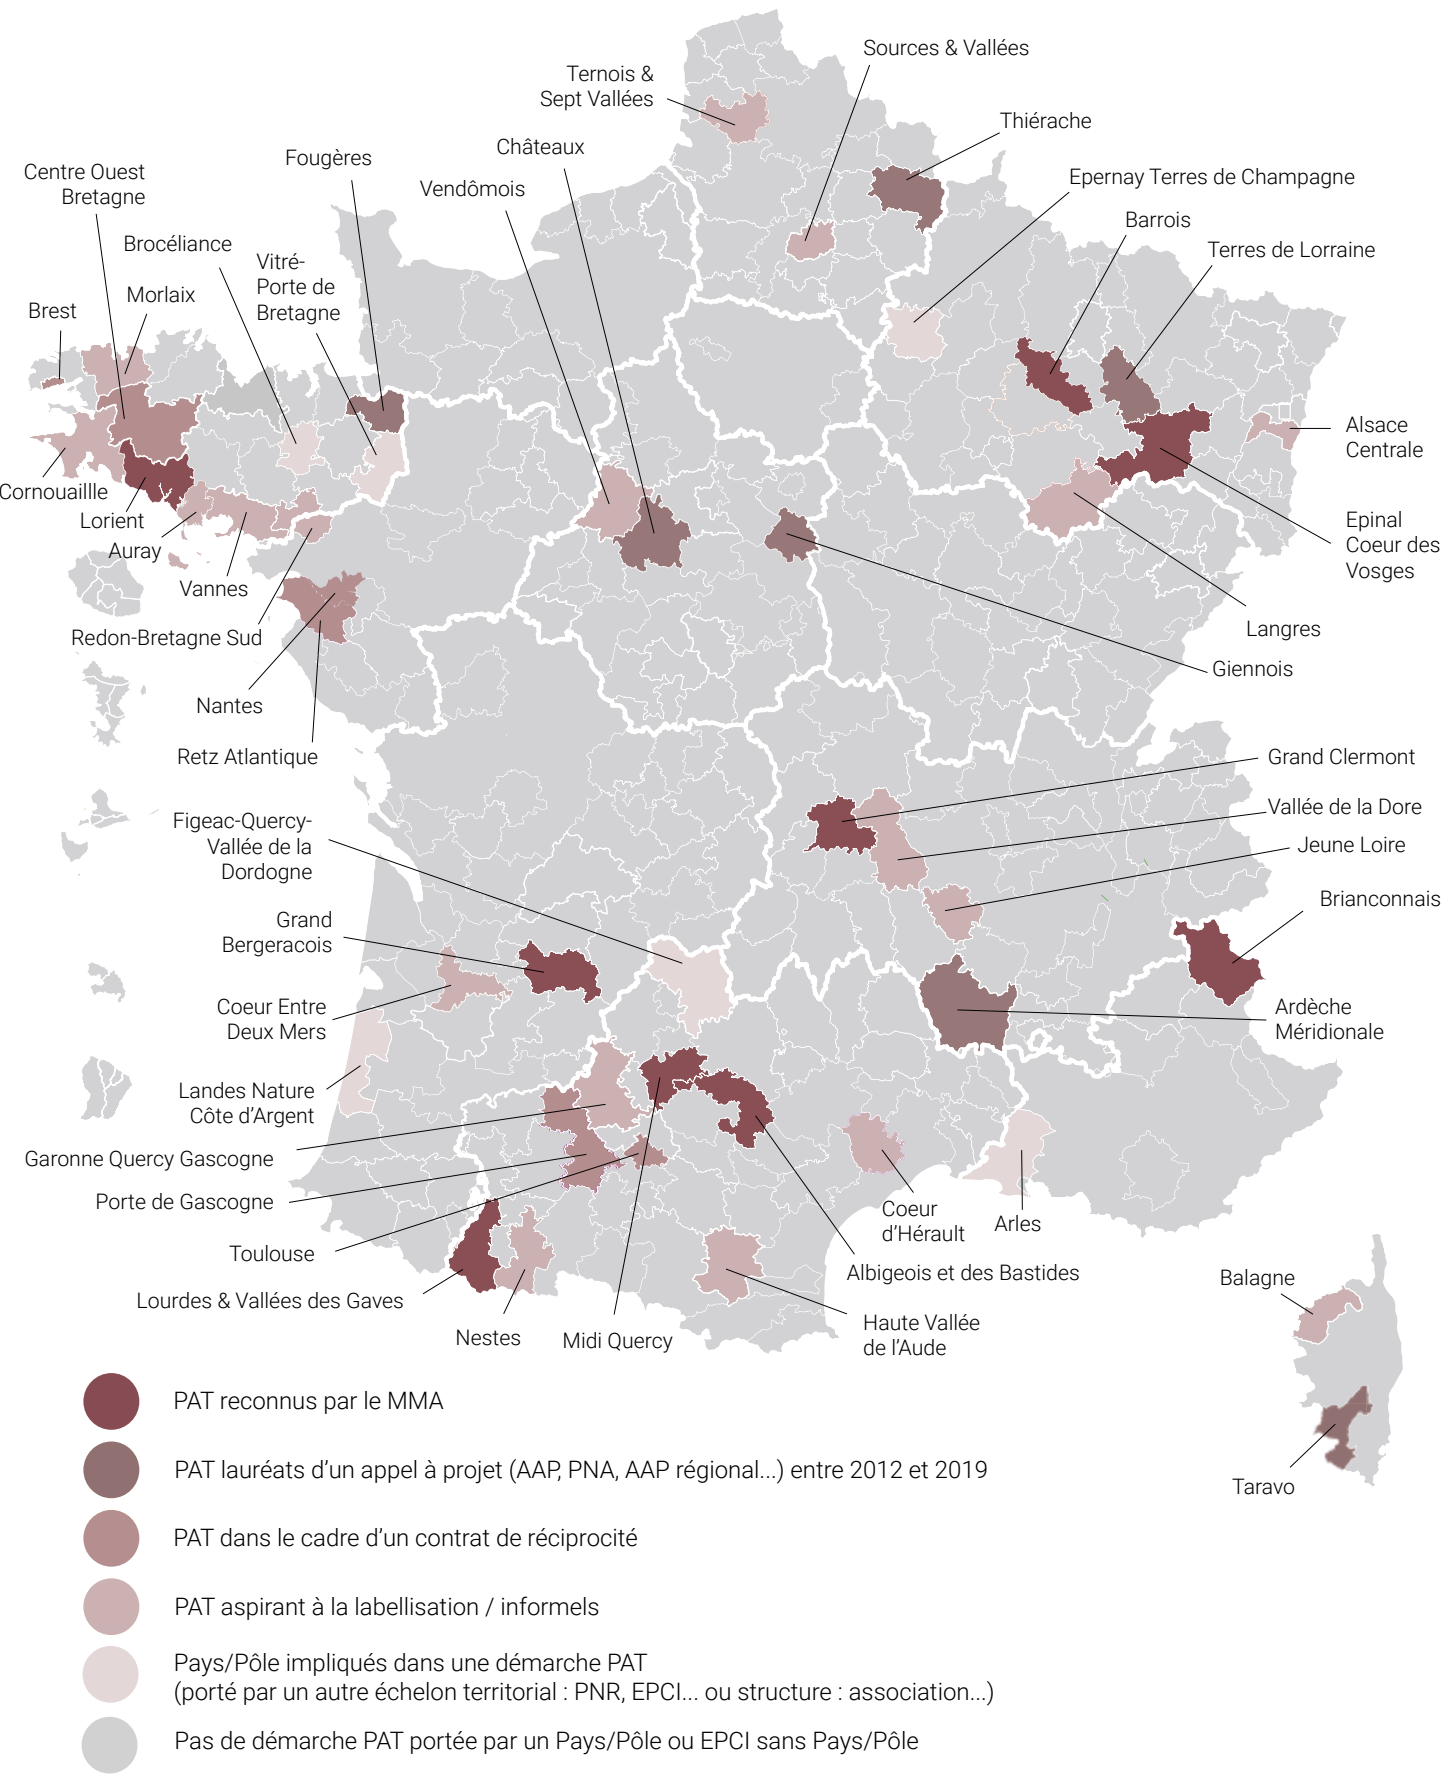 Sources & Vallées
Ternois &
Sept Vallées
Thiérache
Châteaux
Fougères
Centre Ouest
Bretagne
Vendômois
Epernay Terres de Champagne
Barrois
Brocéliance
Terres de Lorraine
Vitré-
Porte de
Bretagne
Morlaix
Brest
Alsace
Centrale
Cornouaillle
Lorient
Auray
Epinal
Coeur des
Vosges
Vannes
Redon-Bretagne Sud
Langres
Giennois
Nantes
Retz Atlantique
Grand Clermont
Vallée de la Dore
Figeac-Quercy-
Vallée de la
Dordogne
Jeune Loire
Brianconnais
Grand
Bergeracois
Coeur Entre
Deux Mers
Ardèche
Méridionale
Landes Nature
Côte d'Argent
Garonne Quercy Gascogne
Porte de Gascogne
Coeur
d'Hérault
Arles
Toulouse
Albigeois et des Bastides
Balagne
Lourdes & Vallées des Gaves
Nestes
Midi Quercy
Haute Vallée
de l'Aude
Taravo
PAT reconnus par le MMA
PAT lauréats d'un appel à projet (AAP, PNA, AAP régional...) entre 2012 et 2019
PAT dans le cadre d'un contrat de réciprocité
PAT aspirant à la labellisation / informels
Pays/Pôle impliqués dans une démarche PAT
(porté par un autre échelon territorial : PNR, EPCI... ou structure : association...)
Pas de démarche PAT portée par un Pays/Pôle ou EPCI sans Pays/Pôle